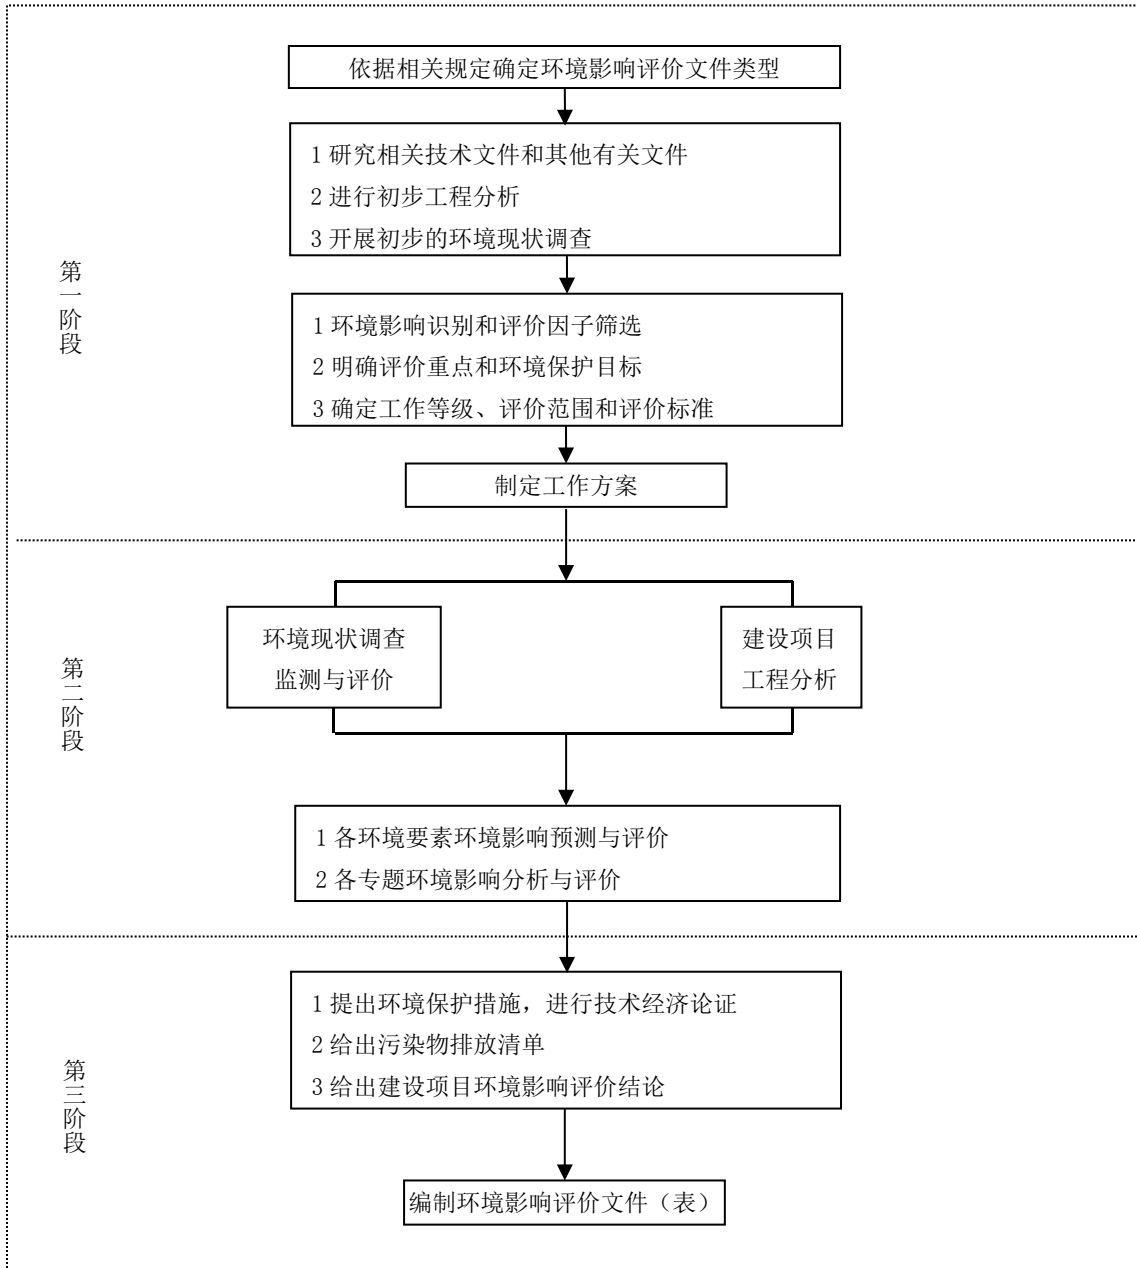 依据相关规定确定环境影响评价文件类型
1 研究相关技术文件和其他有关文件
2 进行初步工程分析
3 开展初步的环境现状调查
第一阶段
1 环境影响识别和评价因子筛选
2 明确评价重点和环境保护目标
3 确定工作等级、评价范围和评价标准
制定工作方案
第二阶段
环境现状调查
监测与评价
建设项目
工程分析
1 各环境要素环境影响预测与评价
2 各专题环境影响分析与评价
第三阶段
1 提出环境保护措施，进行技术经济论证
2 给出污染物排放清单
3 给出建设项目环境影响评价结论
编制环境影响评价文件（表）